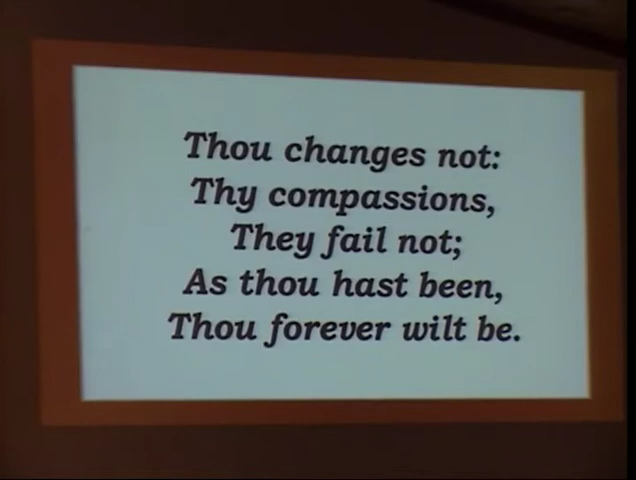 Thou changes not:
Thy compassions,
They fail not;
As thou hast been,
Thou forever wilt be.